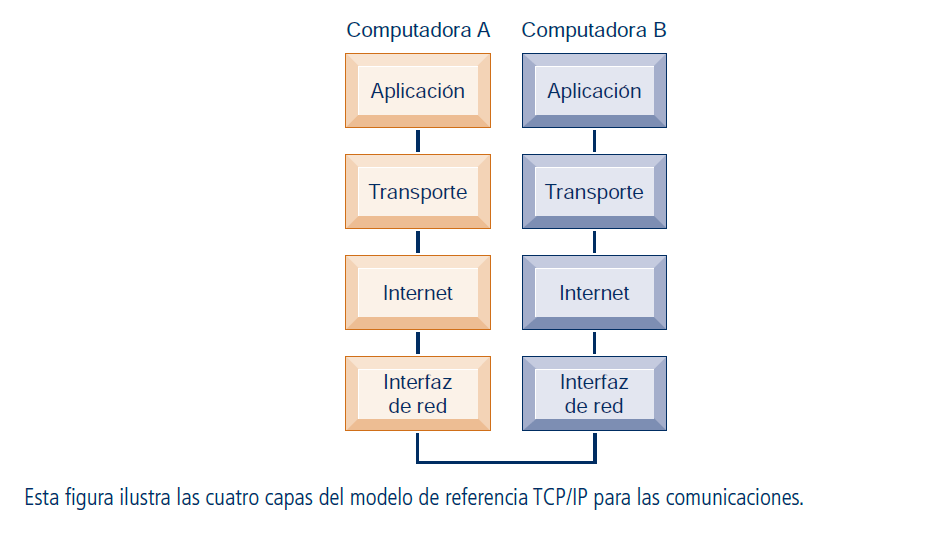 Computadora A
Computadora B
Aplicación
Aplicación
Transporte
Transporte
Internet
Internet
Interfaz
de red
Interfaz
de red
Esta figura ilustra las cuatro capas del modelo de referencia TCP/IP para las comunicaciones.